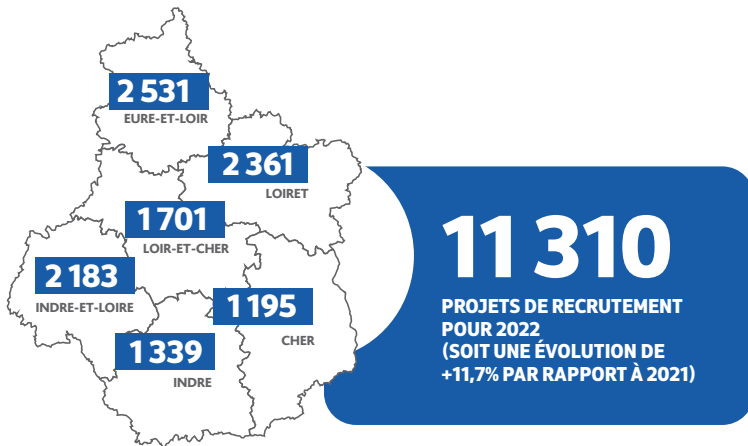 2 531
EURE-ET-LOIR
2 361
LOIRET
1 701
LOIR-ET-CHER
2 183
INDRE-ET-LOIRE
1 195
CHER
1 339
INDRE
11 310
PROJETS DE RECRUTEMENT
POUR 2022
(SOIT UNE ÉVOLUTION DE
+11,7% PAR RAPPORT À 2021)